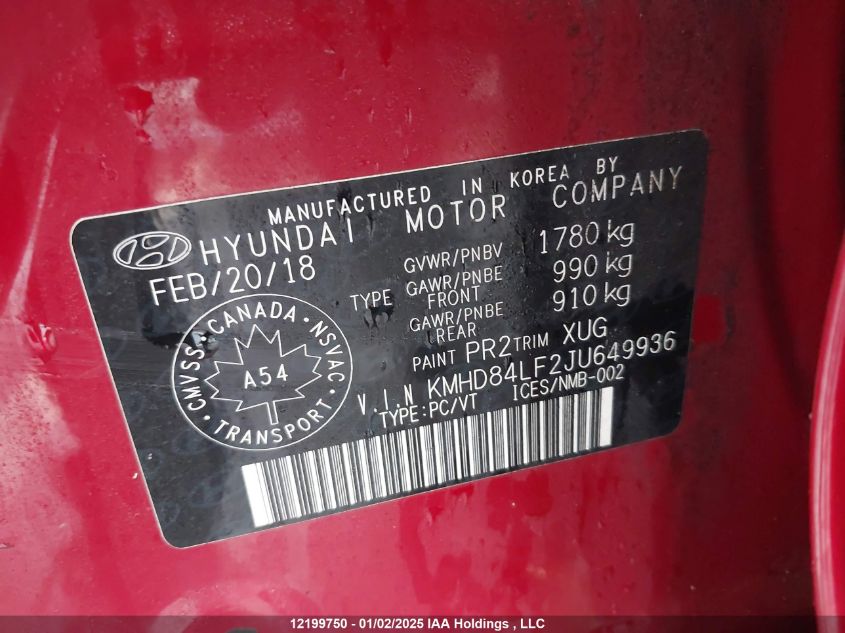 MANUFACTURED IN KOREA BY
HYUNDAI MOTOR COMPANY
FEB/20/18
GVWR/PNBV 1780 kg
TYPE GAWR/PNBE FRONT 990 kg
GAWR/PNBE REAR 910 kg
PAINT PR2 TRIM XUG
V.I.N KMHD84LF2JU649936
TYPE:PC/VT ICES/NMB-002
CMVSS · CANADA · NSVAC
A54
TRANSPORT
12199750 - 01/02/2025 IAA Holdings , LLC